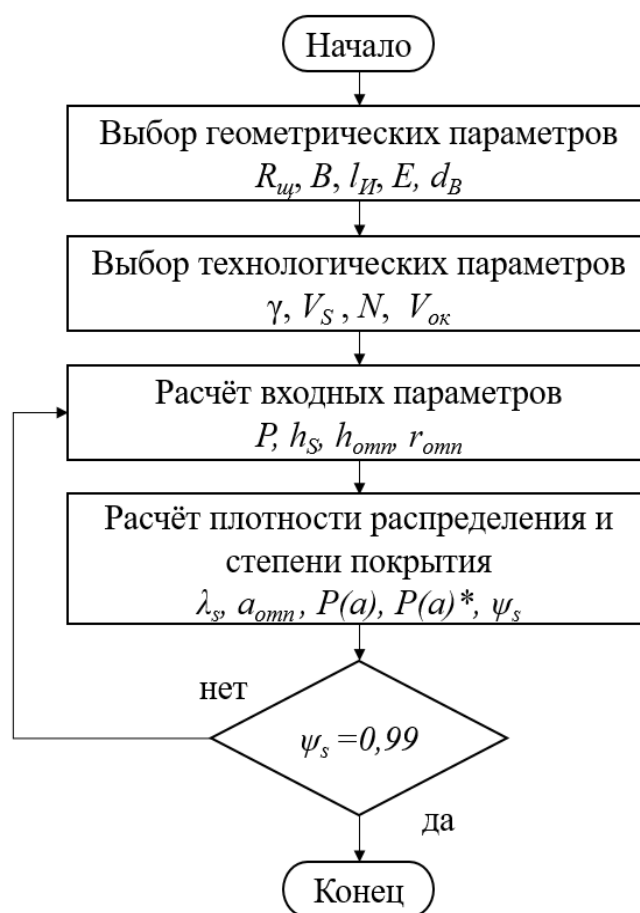 Начало
Выбор геометрических параметров
R_щ, B, l_И, E, d_B
Выбор технологических параметров
γ, V_S , N, V_ок
Расчёт входных параметров
P, h_S, h_отп, r_отп
Расчёт плотности распределения и
степени покрытия
λ_s, a_отп, P(a), P(a)*, ψ_s
нет
ψ_s =0,99
да
Конец